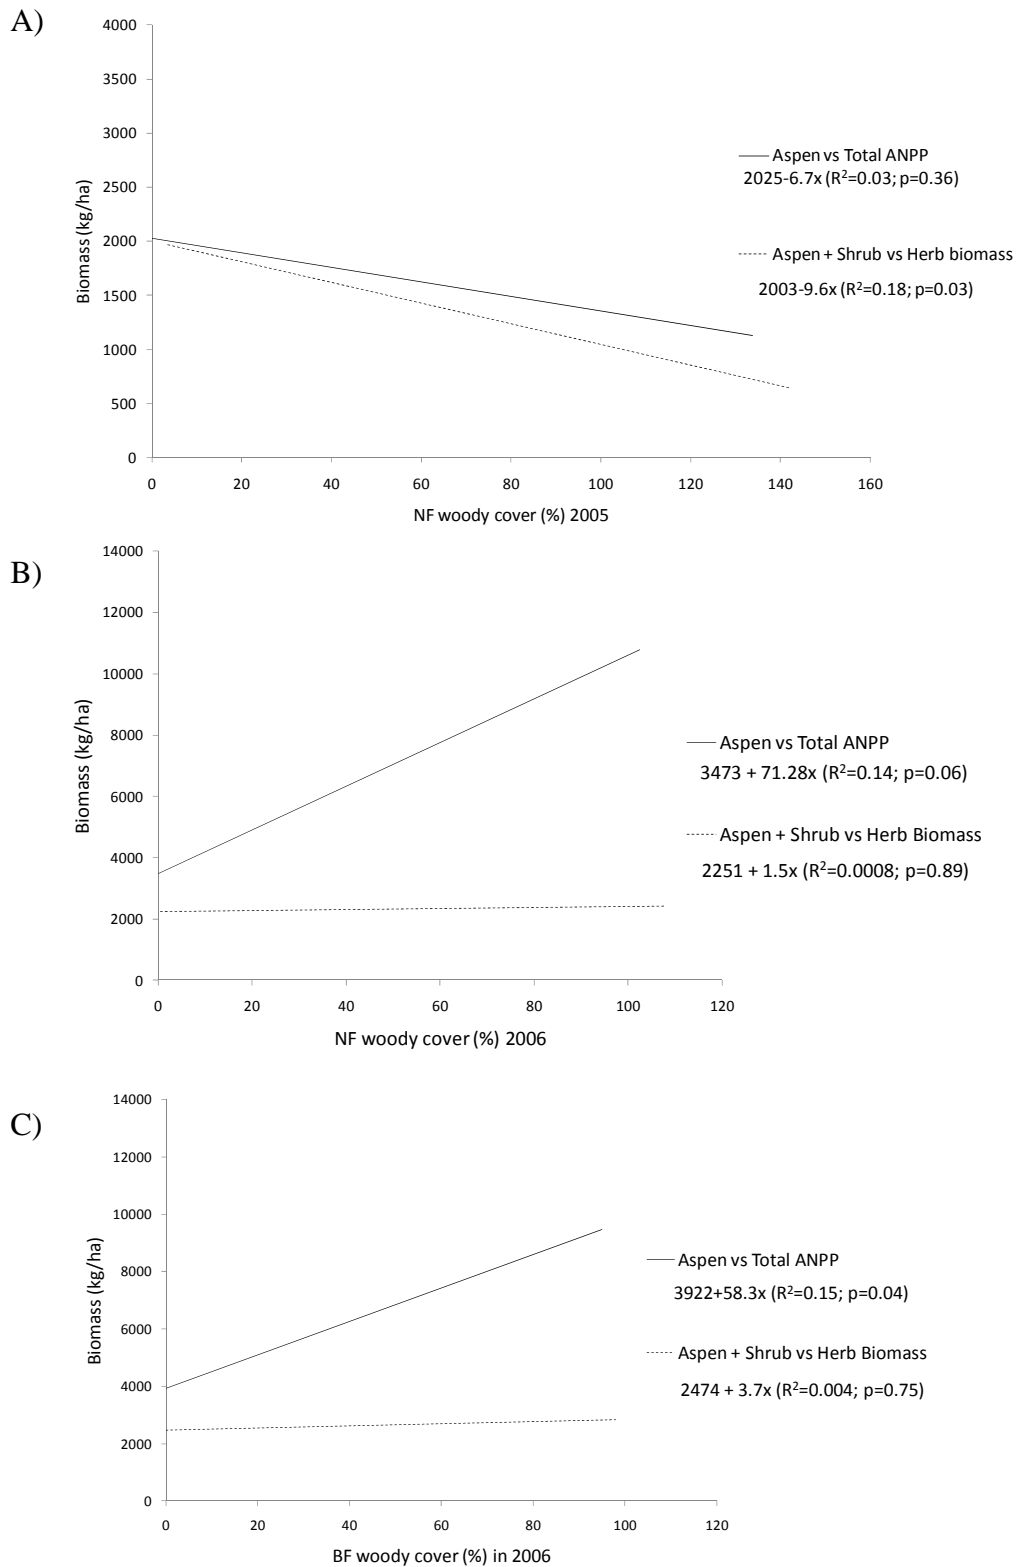 A)
4000
3500
3000
2500
2000
1500
1000
500
0
Biomass (kg/ha)
0 20 40 60 80 100 120 140 160
NF woody cover (%) 2005
Aspen vs Total ANPP
2025-6.7x (R²=0.03; p=0.36)
Aspen + Shrub vs Herb biomass
2003-9.6x (R²=0.18; p=0.03)
B)
14000
12000
10000
8000
6000
4000
2000
0
Biomass (kg/ha)
0 20 40 60 80 100 120
NF woody cover (%) 2006
Aspen vs Total ANPP
3473 + 71.28x (R²=0.14; p=0.06)
Aspen + Shrub vs Herb Biomass
2251 + 1.5x (R²=0.0008; p=0.89)
C)
14000
12000
10000
8000
6000
4000
2000
0
Biomass (kg/ha)
0 20 40 60 80 100 120
BF woody cover (%) in 2006
Aspen vs Total ANPP
3922+58.3x (R²=0.15; p=0.04)
Aspen + Shrub vs Herb Biomass
2474 + 3.7x (R²=0.004; p=0.75)